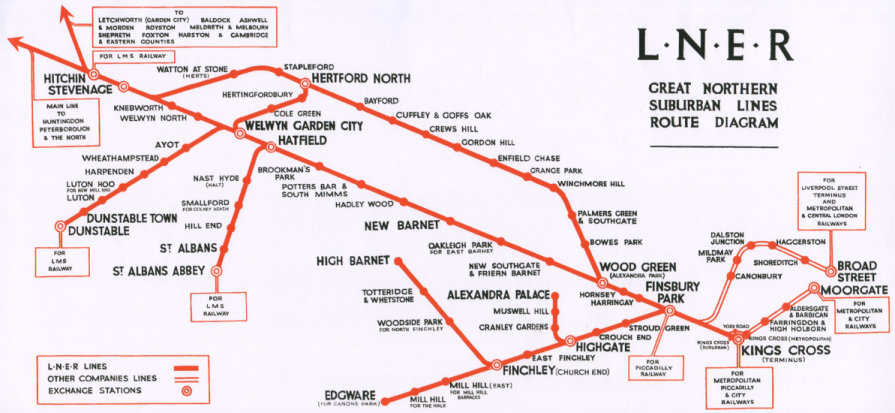 TO
LETCHWORTH (GARDEN CITY) BALDOCK ASHWELL
& MORDEN ROYSTON MELDRETH & MELBOURN
SHEPRETH FOXTON HARSTON & CAMBRIDGE
& EASTERN COUNTIES
FOR L M S RAILWAY
HITCHIN
STEVENAGE
MAIN LINE
TO
HUNTINGDON
PETERBOROUGH
& THE NORTH
KNEBWORTH
WELWYN NORTH
WATTON AT STONE
(HERTS)
STAPLEFORD
HERTFORD NORTH
HERTINGFORDBURY
COLE GREEN
WELWYN GARDEN CITY
HATFIELD
BAYFORD
CUFFLEY & GOFFS OAK
CREWS HILL
GORDON HILL
ENFIELD CHASE
GRANGE PARK
WINCHMORE HILL
PALMERS GREEN
& SOUTHGATE
BOWES PARK
L·N·E·R
GREAT NORTHERN
SUBURBAN LINES
ROUTE DIAGRAM
AYOT
WHEATHAMPSTEAD
HARPENDEN
LUTON HOO
FOR NEW MILL END
LUTON
DUNSTABLE TOWN
DUNSTABLE
FOR
LMS
RAILWAY
NAST HYDE
(HALT)
SMALLFORD
FOR COLNEY HEATH
HILL END
ST ALBANS
ST ALBANS ABBEY
FOR
LMS
RAILWAY
BROOKMAN'S
PARK
POTTERS BAR &
SOUTH MIMMS
HADLEY WOOD
NEW BARNET
OAKLEIGH PARK
FOR EAST BARNET
NEW SOUTHGATE
& FRIERN BARNET
WOOD GREEN
(ALEXANDRA PARK)
HORNSEY
HARRINGAY
FINSBURY
PARK
HIGH BARNET
TOTTERIDGE
& WHETSTONE
WOODSIDE PARK
FOR NORTH FINCHLEY
ALEXANDRA PALACE
MUSWELL HILL
CRANLEY GARDENS
HIGHGATE
CROUCH END
STROUD GREEN
EAST FINCHLEY
FINCHLEY (CHURCH END)
MILL HILL (EAST)
FOR MILL HILL
BARRACKS
MILL HILL
FOR THE HALE
EDGWARE
(FOR CANONS PARK)
FOR
PICCADILLY
RAILWAY
FOR
LIVERPOOL STREET
TERMINUS
AND
METROPOLITAN
& CENTRAL LONDON
RAILWAYS
DALSTON
JUNCTION
MILDMAY
PARK
CANONBURY
HAGGERSTON
SHOREDITCH
BROAD
STREET
MOORGATE
FOR
METROPOLITAN
& CITY
RAILWAYS
ALDERSGATE
& BARBICAN
FARRINGDON &
HIGH HOLBORN
KINGS CROSS (METROPOLITAN)
YORK ROAD
KINGS CROSS
(SUBURBAN)
KINGS CROSS
(TERMINUS)
FOR
METROPOLITAN
PICCADILLY
& CITY
RAILWAYS
L·N·E·R LINES
OTHER COMPANIES LINES
EXCHANGE STATIONS